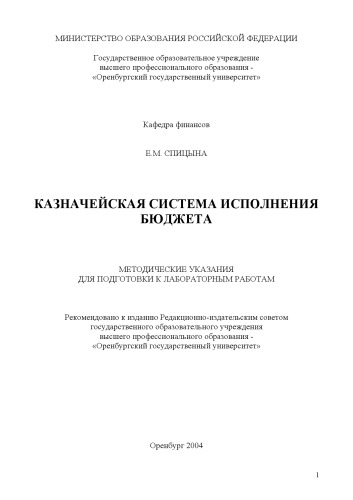 МИНИСТЕРСТВО ОБРАЗОВАНИЯ РОССИЙСКОЙ ФЕДЕРАЦИИ
Государственное образовательное учреждение
высшего профессионального образования -
«Оренбургский государственный университет»
Кафедра финансов
Е.М. СПИЦЫНА
КАЗНАЧЕЙСКАЯ СИСТЕМА ИСПОЛНЕНИЯ
БЮДЖЕТА
МЕТОДИЧЕСКИЕ УКАЗАНИЯ
ДЛЯ ПОДГОТОВКИ К ЛАБОРАТОРНЫМ РАБОТАМ
Рекомендовано к изданию Редакционно-издательским советом
государственного образовательного учреждения
высшего профессионального образования -
«Оренбургский государственный университет»
Оренбург 2004
1